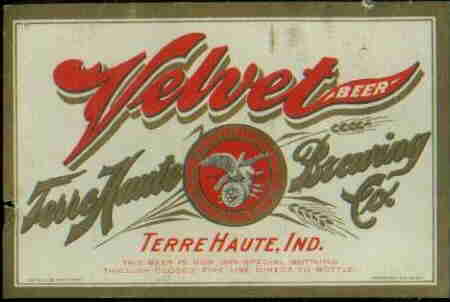 Velvet BEER
Terre Haute Brewing Co.
TERRE HAUTE, IND.
THIS BEER IS OUR OWN SPECIAL BOTTLING
THROUGH CLOSED PIPE LINE DIRECT TO BOTTLE.